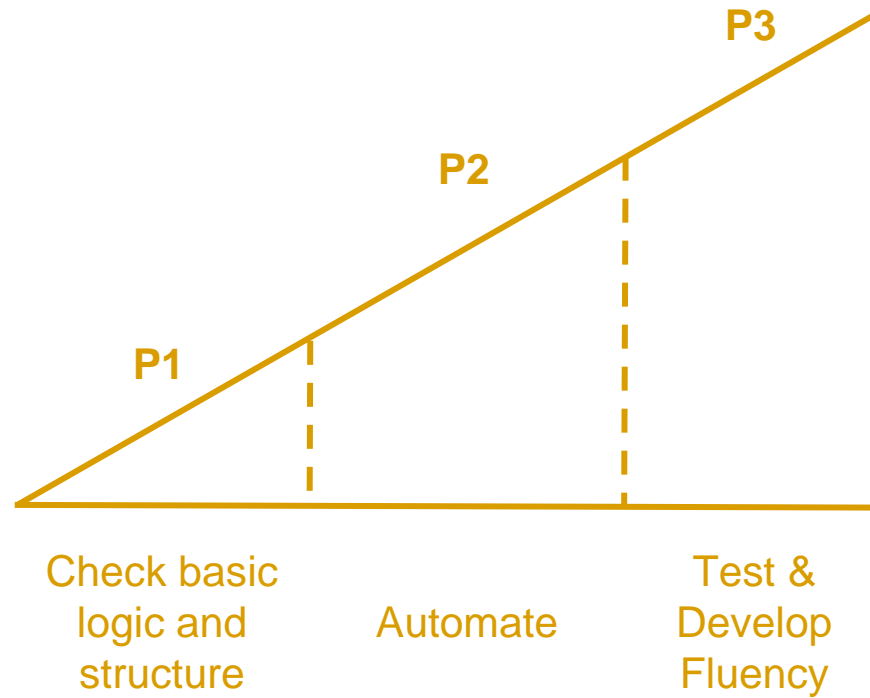 P3
P2
P1
Check basic
logic and
structure
Automate
Test &
Develop
Fluency